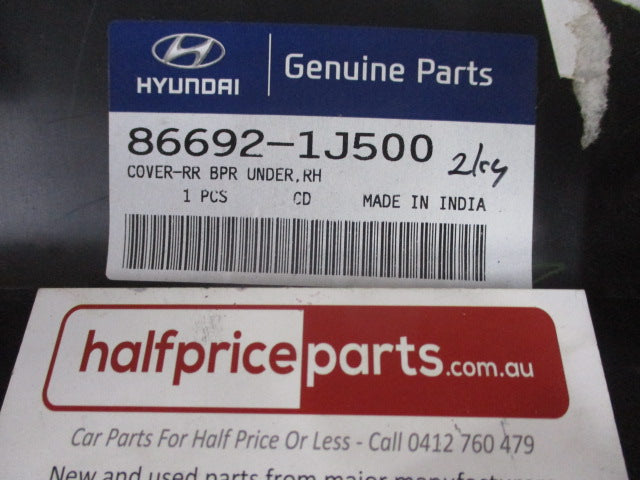 HYUNDAI
Genuine Parts
86692-1J500
COVER-RR BPR UNDER,RH
1 PCS CD MADE IN INDIA
halfpriceparts.com.au
Car Parts For Half Price Or Less - Call 0412 760 479
New and used parts from major